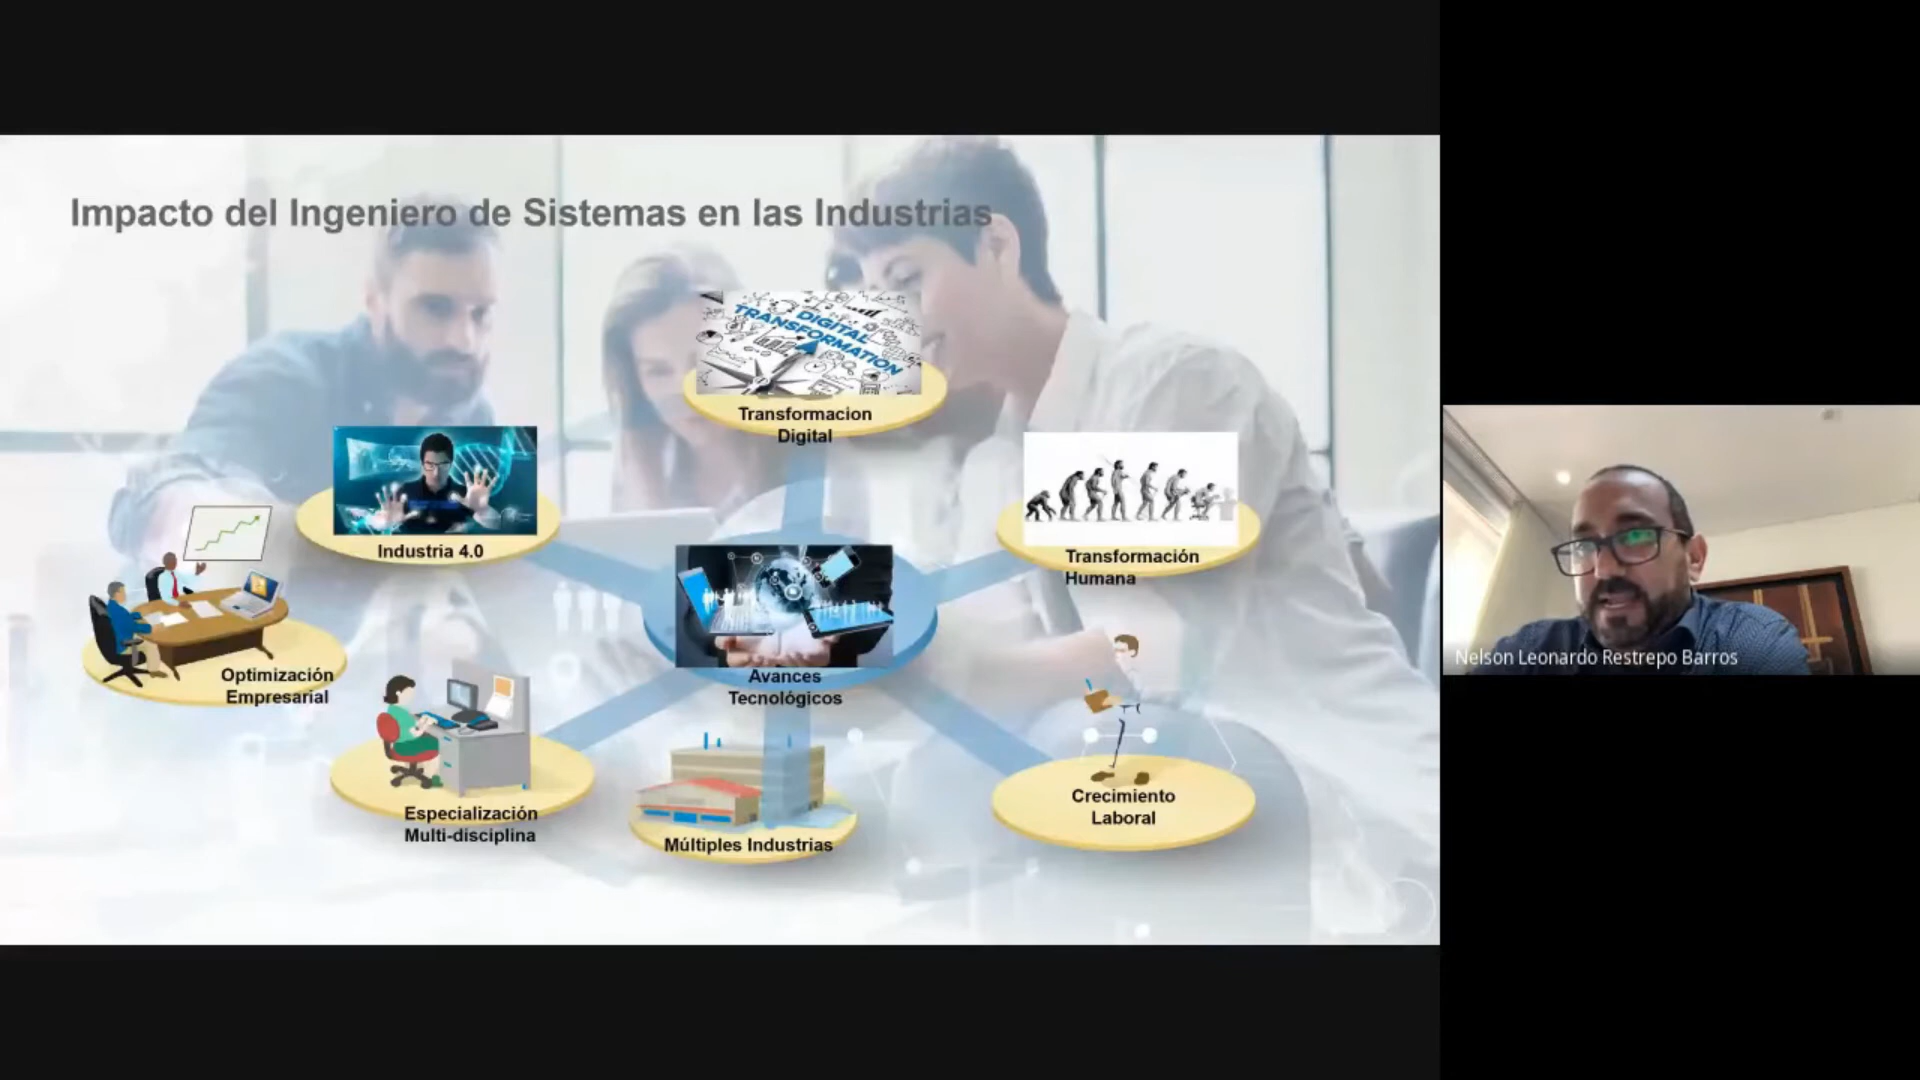 Impacto del Ingeniero de Sistemas en las Industrias
DIGITAL
TRANSFORMATION
Transformacion
Digital
Industria 4.0
Transformación
Humana
Optimización
Empresarial
Avances
Tecnológicos
Especialización
Multi-disciplina
Múltiples Industrias
Crecimiento
Laboral
Nelson Leonardo Restrepo Barros